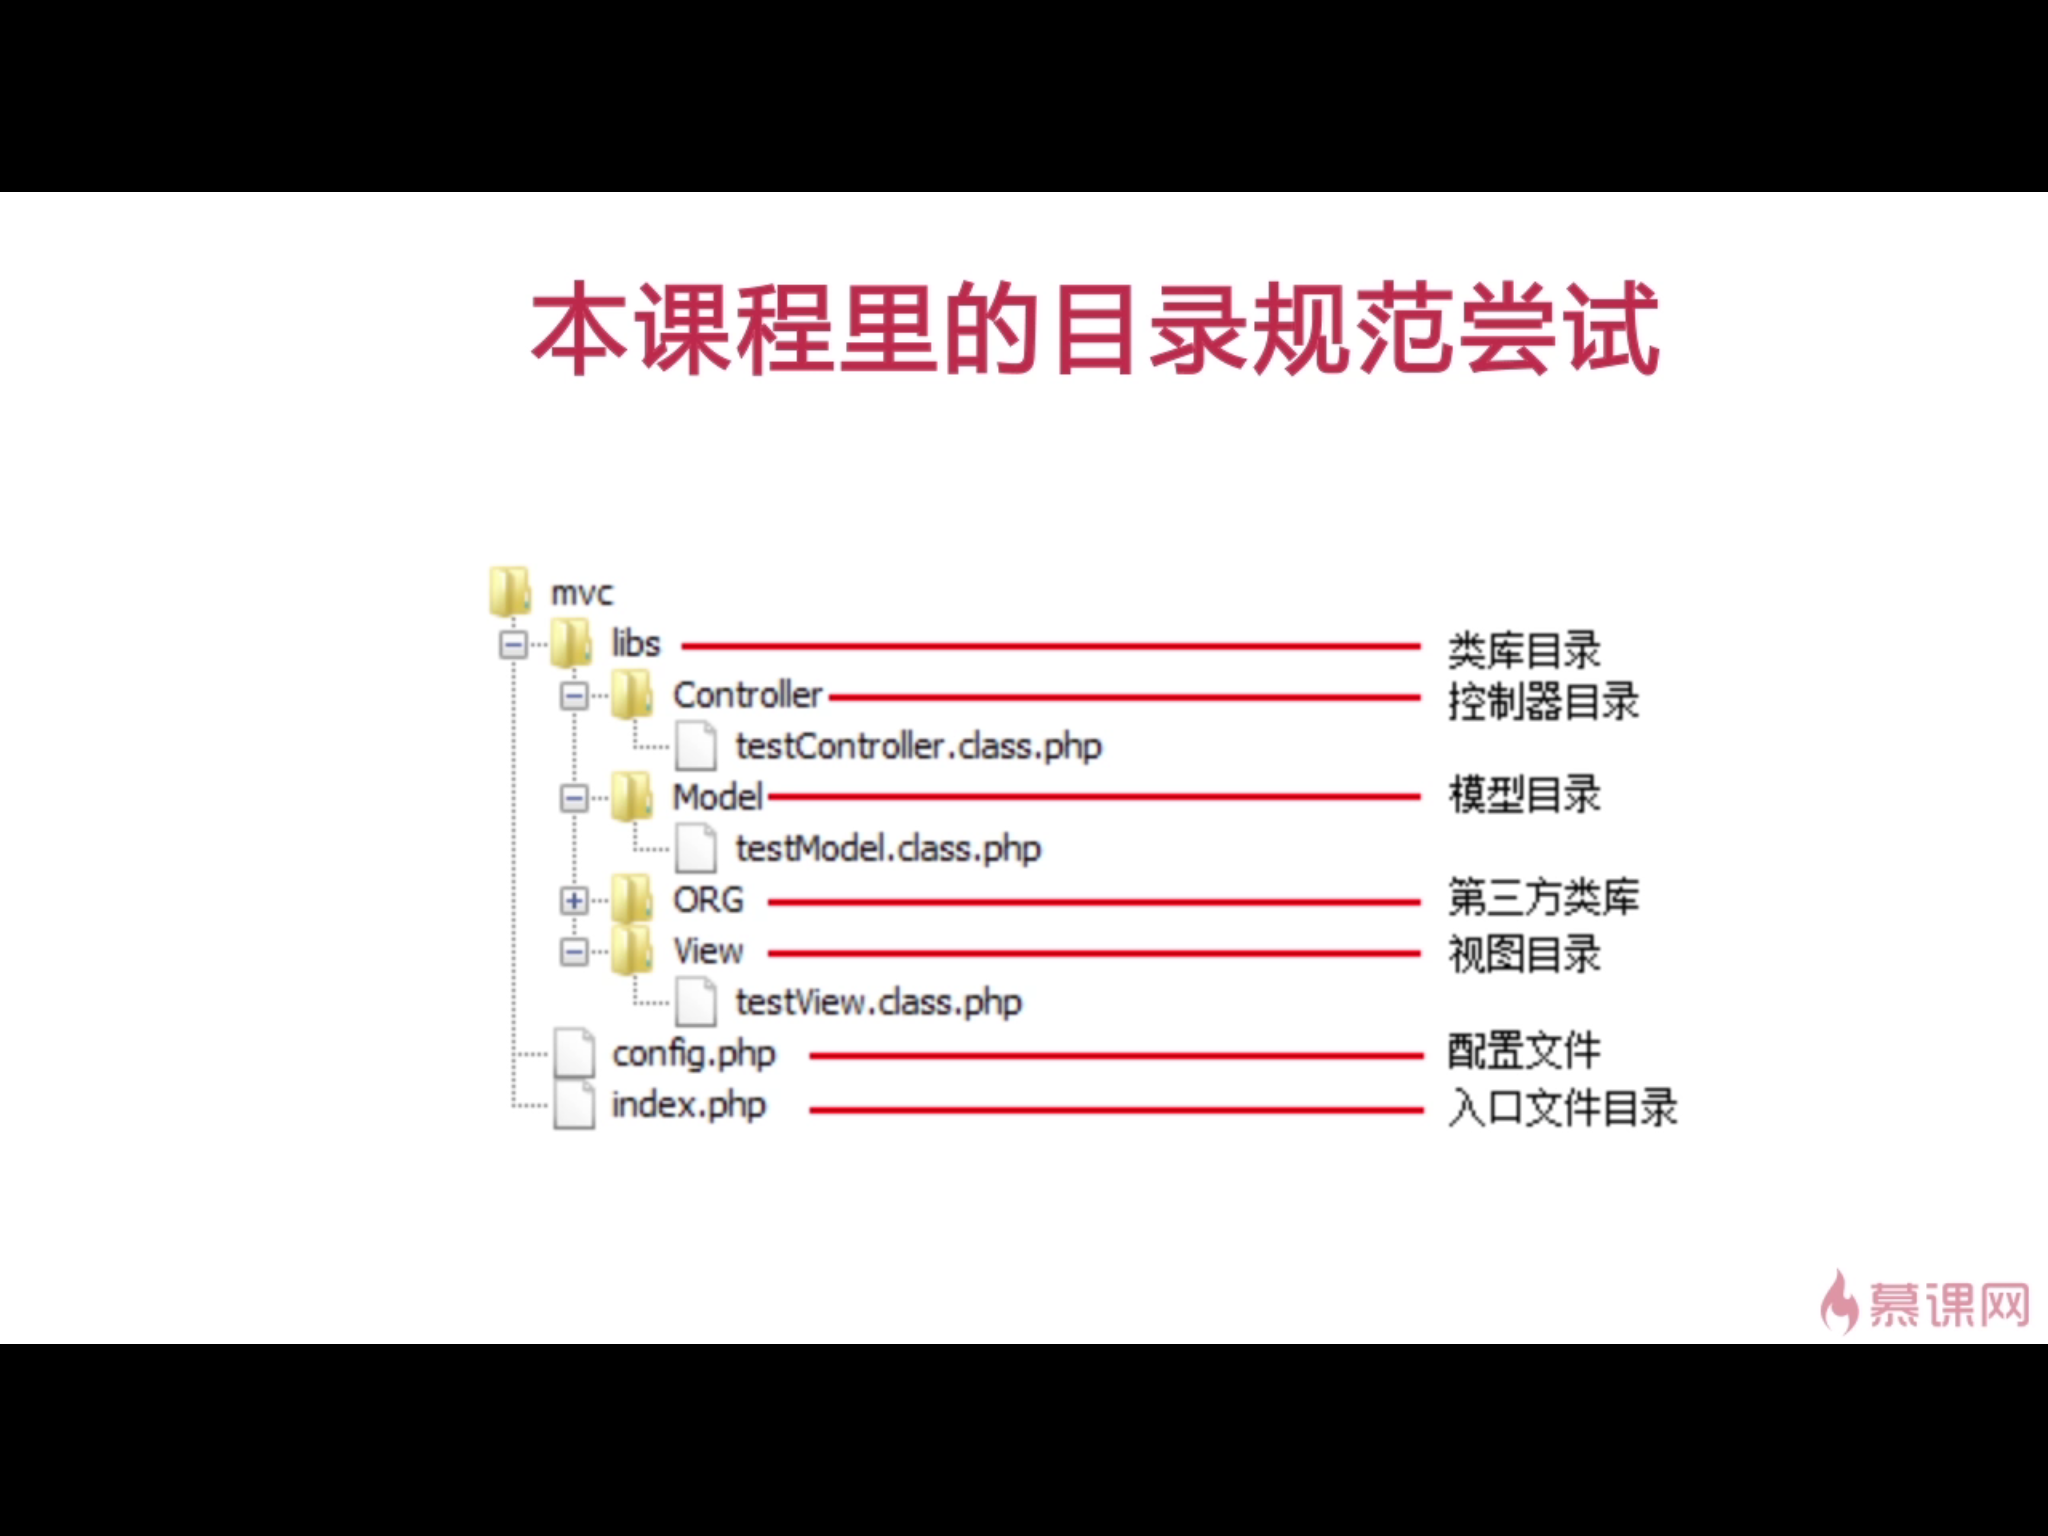 本课程里的目录规范尝试
mvc
libs 类库目录
Controller 控制器目录
testController.class.php
Model 模型目录
testModel.class.php
ORG 第三方类库
View 视图目录
testView.class.php
config.php 配置文件
index.php 入口文件目录
慕课网